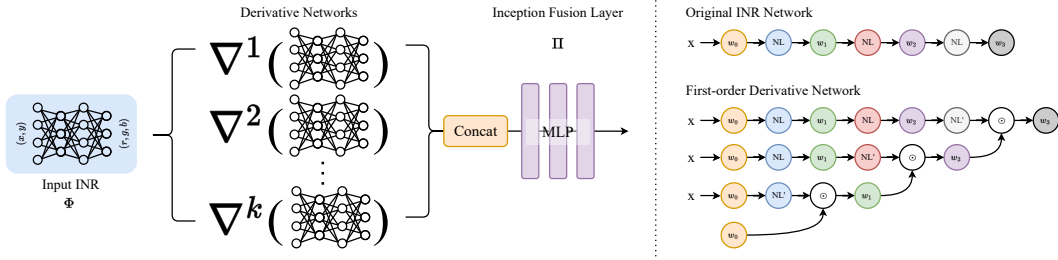 Derivative Networks
Inception Fusion Layer
Π
∇1(
)
∇2(
)
⋮
∇k(
)
(x, y)
(r, g, b)
Input INR
Φ
Concat
MLP
Original INR Network
x w₀ NL w₁ NL w₂ NL w₃
First-order Derivative Network
x w₀ NL w₁ NL w₂ NL' ⊙ w₃
x w₀ NL w₁ NL' ⊙ w₂
x w₀ NL' ⊙ w₁
w₀